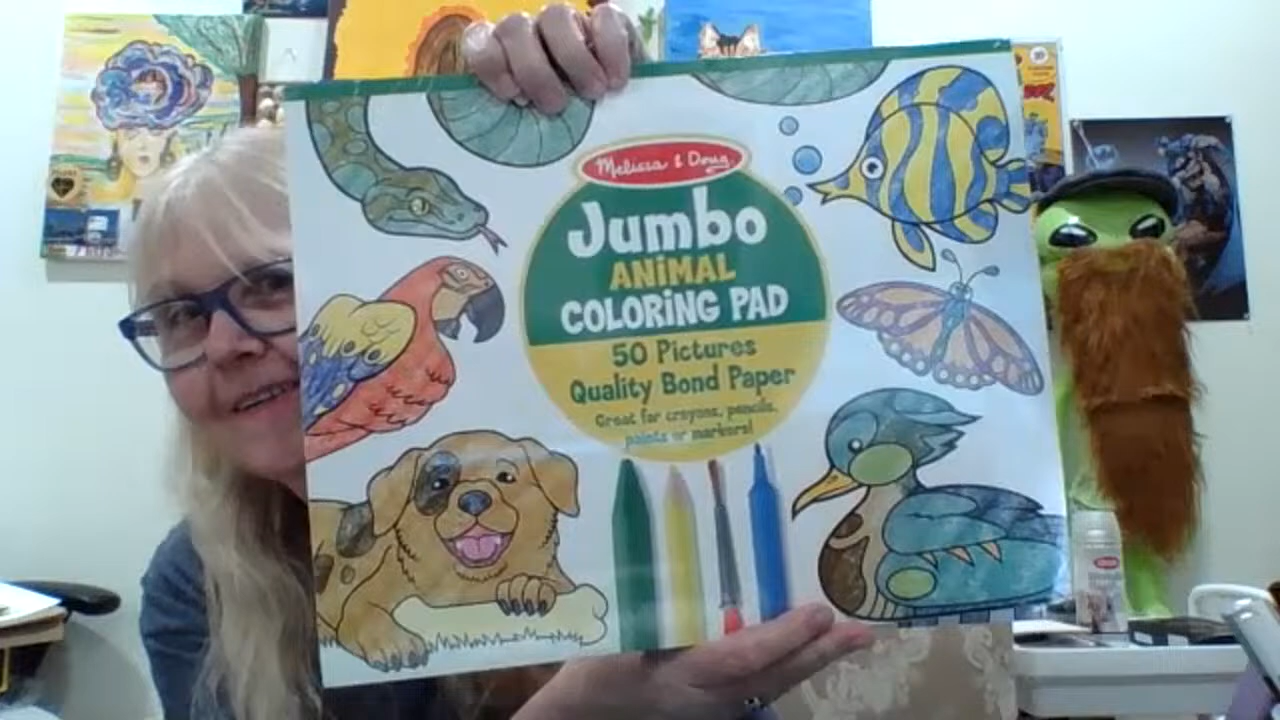 Melissa & Doug
Jumbo
ANIMAL
COLORING PAD
50 Pictures
Quality Bond Paper
Great for crayons, pencils,
paints or markers!